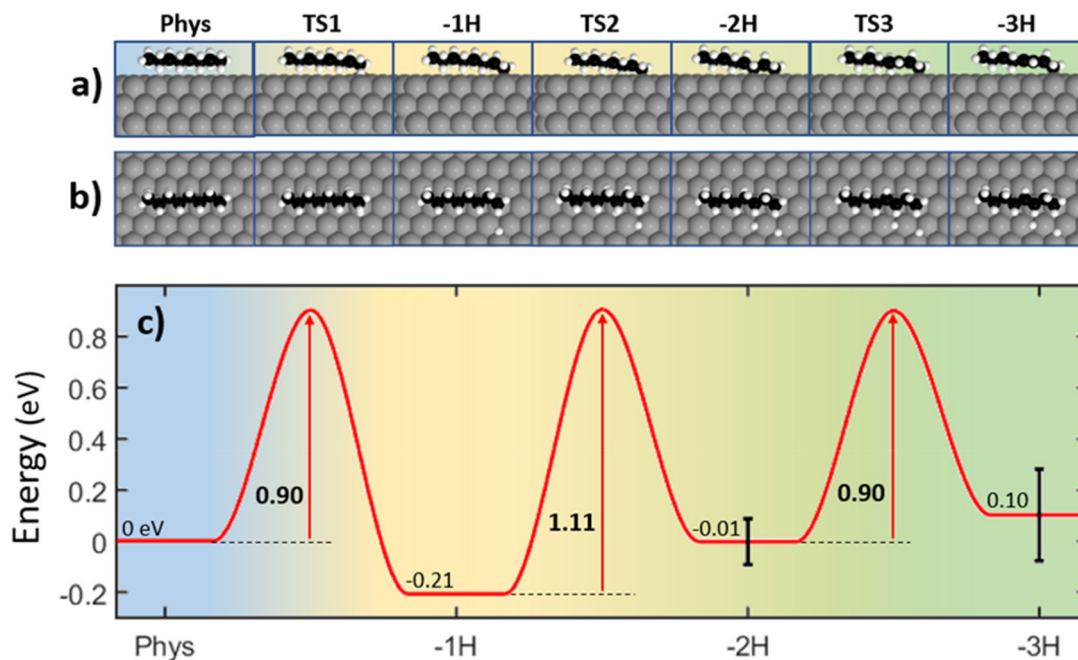 Phys TS1 -1H TS2 -2H TS3 -3H
a)
b)
c)
Energy (eV)
0.8
0.6
0.4
0.2
0
-0.2
0 eV
0.90
-0.21
1.11
-0.01
0.90
0.10
Phys -1H -2H -3H